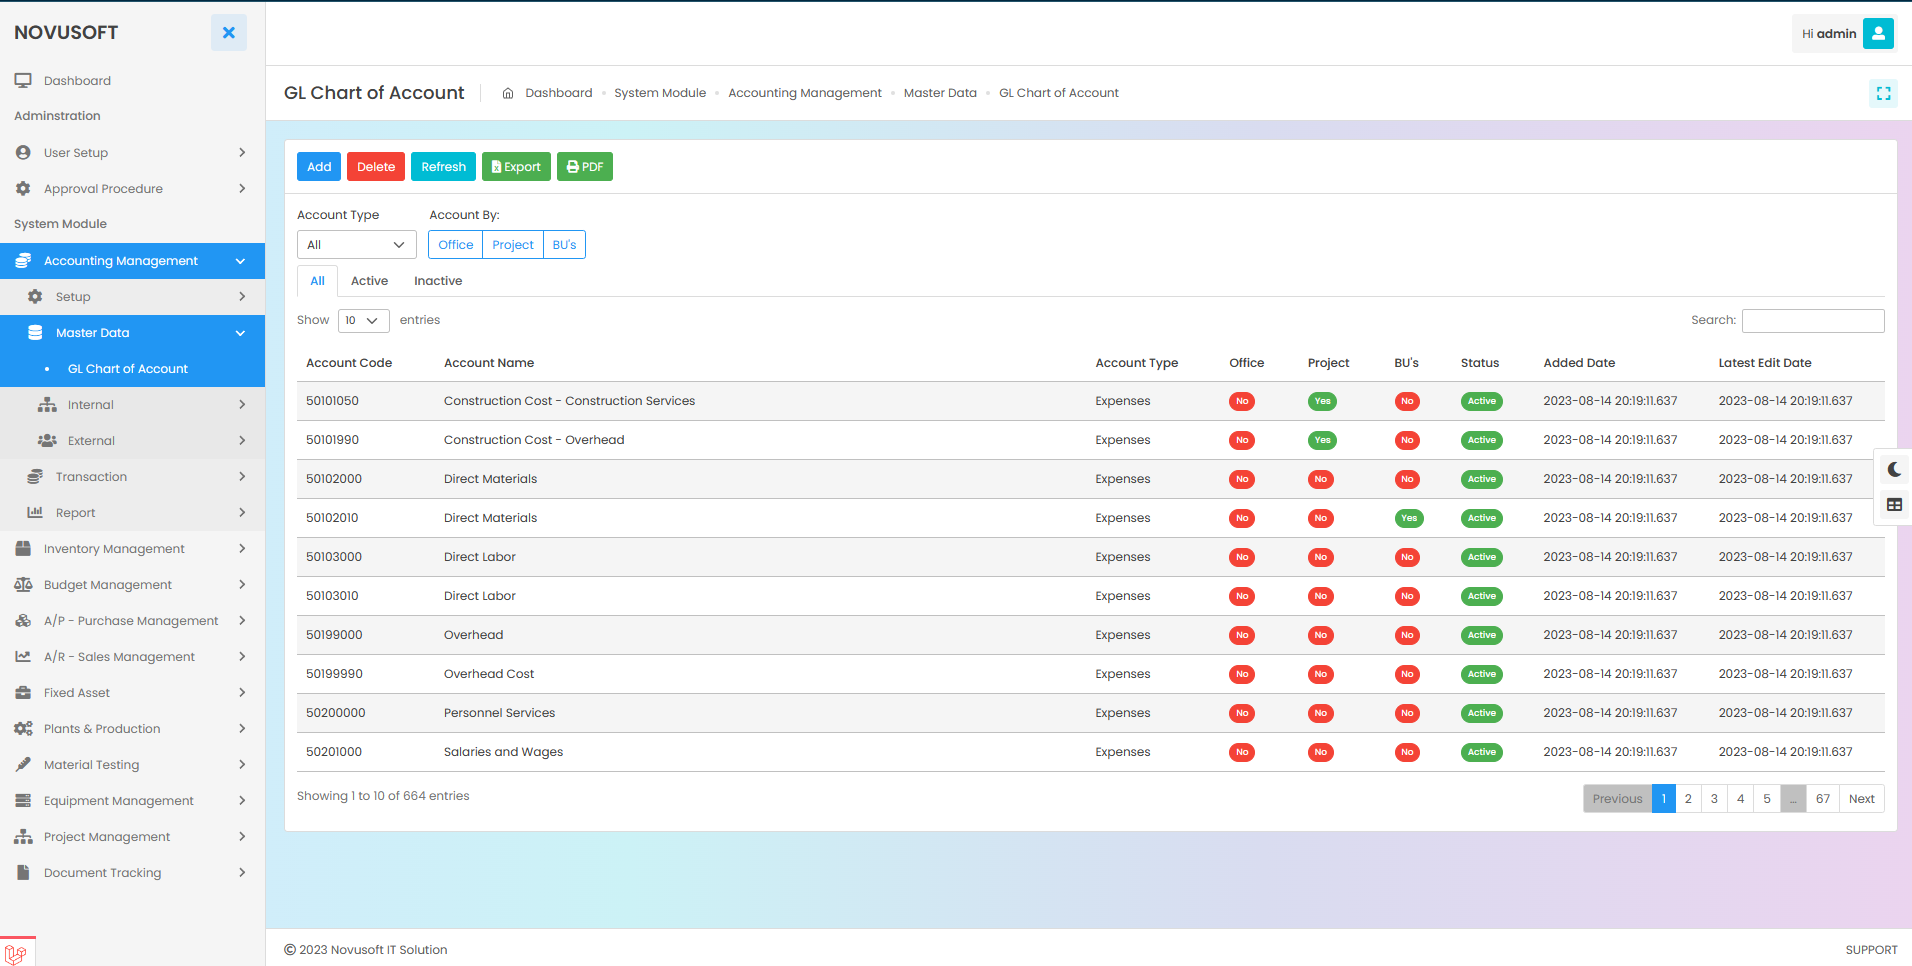 NOVUSOFT
Dashboard
Adminstration
User Setup
Approval Procedure
System Module
Accounting Management
Setup
Master Data
GL Chart of Account
Internal
External
Transaction
Report
Inventory Management
Budget Management
A/P - Purchase Management
A/R - Sales Management
Fixed Asset
Plants & Production
Material Testing
Equipment Management
Project Management
Document Tracking
Hi admin
GL Chart of Account Dashboard System Module Accounting Management Master Data GL Chart of Account
Add Delete Refresh Export PDF
Account Type Account By:
All Office Project BU's
All Active Inactive
Show 10 entries Search:
Account Code Account Name Account Type Office Project BU's Status Added Date Latest Edit Date
50101050 Construction Cost - Construction Services Expenses No Yes No Active 2023-08-14 20:19:11.637 2023-08-14 20:19:11.637
50101990 Construction Cost - Overhead Expenses No Yes No Active 2023-08-14 20:19:11.637 2023-08-14 20:19:11.637
50102000 Direct Materials Expenses No No No Active 2023-08-14 20:19:11.637 2023-08-14 20:19:11.637
50102010 Direct Materials Expenses No No Yes Active 2023-08-14 20:19:11.637 2023-08-14 20:19:11.637
50103000 Direct Labor Expenses No No No Active 2023-08-14 20:19:11.637 2023-08-14 20:19:11.637
50103010 Direct Labor Expenses No No No Active 2023-08-14 20:19:11.637 2023-08-14 20:19:11.637
50199000 Overhead Expenses No No No Active 2023-08-14 20:19:11.637 2023-08-14 20:19:11.637
50199990 Overhead Cost Expenses No No No Active 2023-08-14 20:19:11.637 2023-08-14 20:19:11.637
50200000 Personnel Services Expenses No No No Active 2023-08-14 20:19:11.637 2023-08-14 20:19:11.637
50201000 Salaries and Wages Expenses No No No Active 2023-08-14 20:19:11.637 2023-08-14 20:19:11.637
Showing 1 to 10 of 664 entries Previous 1 2 3 4 5 … 67 Next
© 2023 Novusoft IT Solution SUPPORT